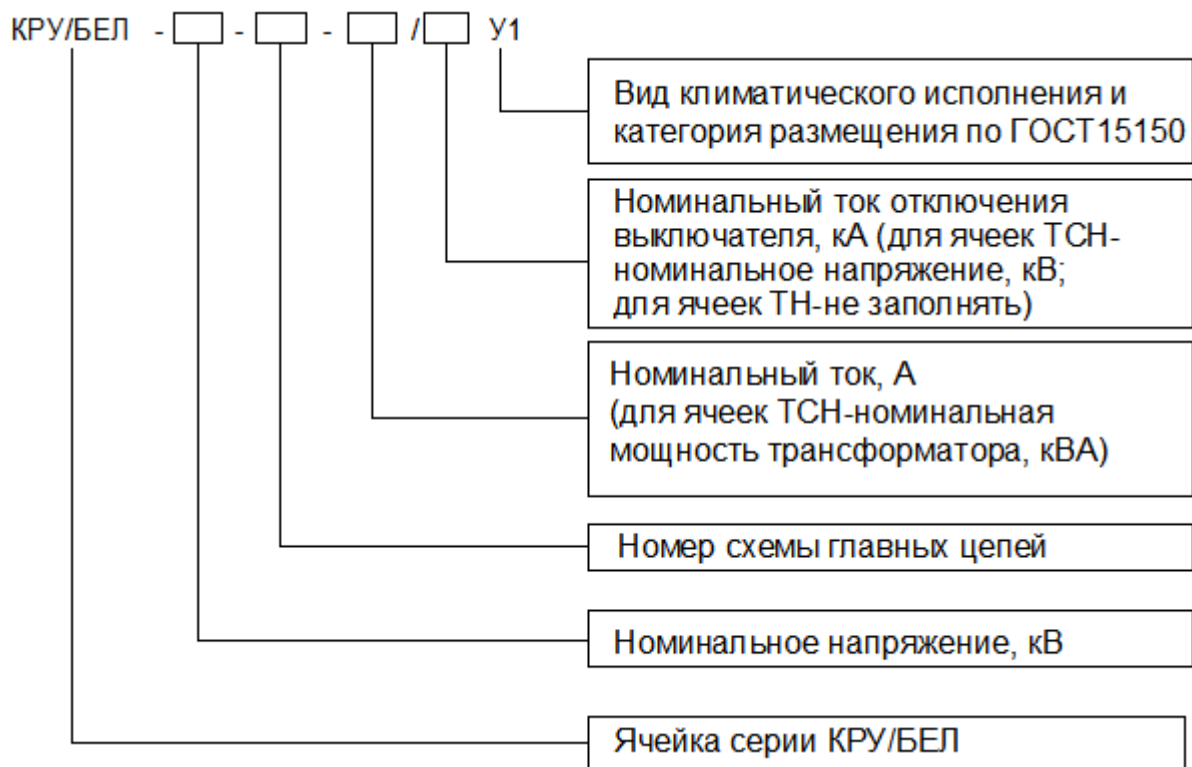 КРУ/БЕЛ - - - / У1
Вид климатического исполнения и
категория размещения по ГОСТ15150
Номинальный ток отключения
выключателя, кА (для ячеек ТСН-
номинальное напряжение, кВ;
для ячеек ТН-не заполнять)
Номинальный ток, А
(для ячеек ТСН-номинальная
мощность трансформатора, кВА)
Номер схемы главных цепей
Номинальное напряжение, кВ
Ячейка серии КРУ/БЕЛ